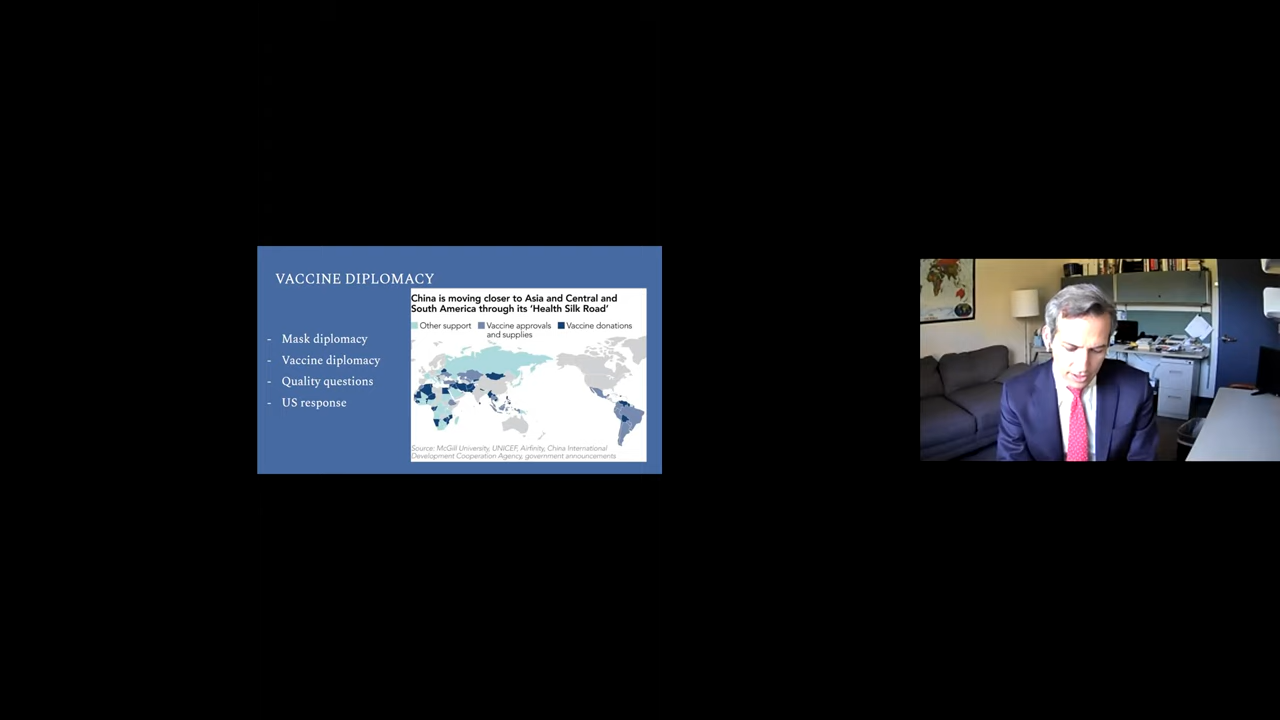 VACCINE DIPLOMACY
- Mask diplomacy
- Vaccine diplomacy
- Quality questions
- US response
China is moving closer to Asia and Central and
South America through its 'Health Silk Road'
Other support
Vaccine approvals
and supplies
Vaccine donations
Source: McGill University, UNICEF, Airfinity, China International
Development Cooperation Agency, government announcements